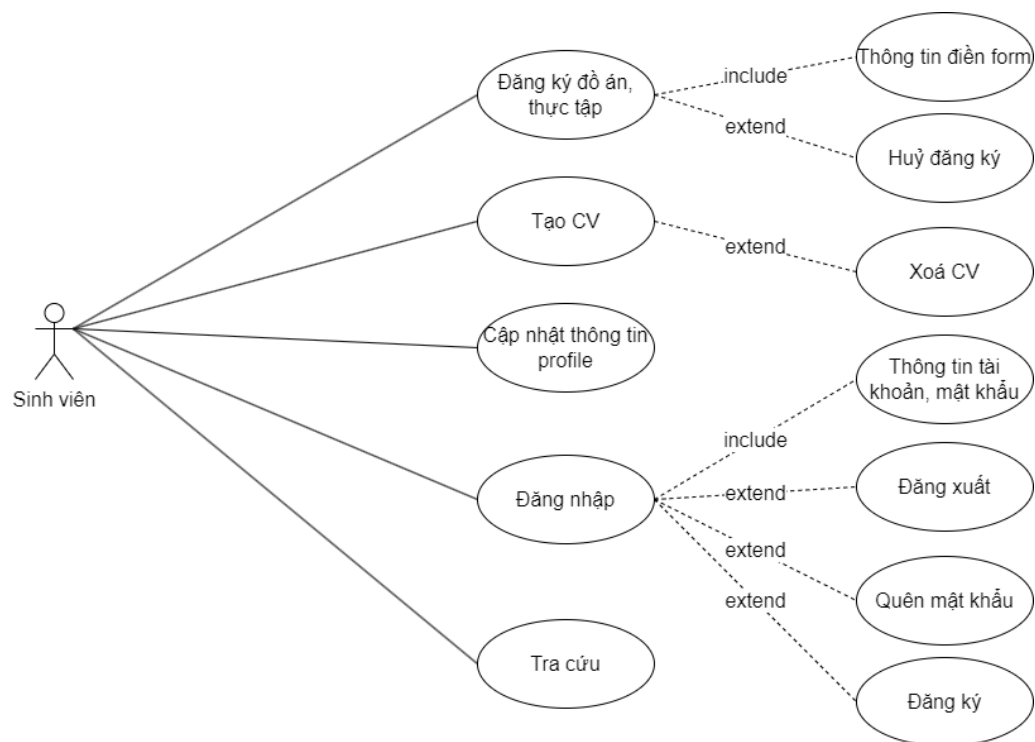 Đăng ký đồ án,
thực tập
include
Thông tin điền form
extend
Huỷ đăng ký
Tạo CV
extend
Xoá CV
Cập nhật thông tin
profile
Sinh viên
Thông tin tài
khoản, mật khẩu
include
Đăng nhập
extend
Đăng xuất
extend
Quên mật khẩu
extend
Đăng ký
Tra cứu